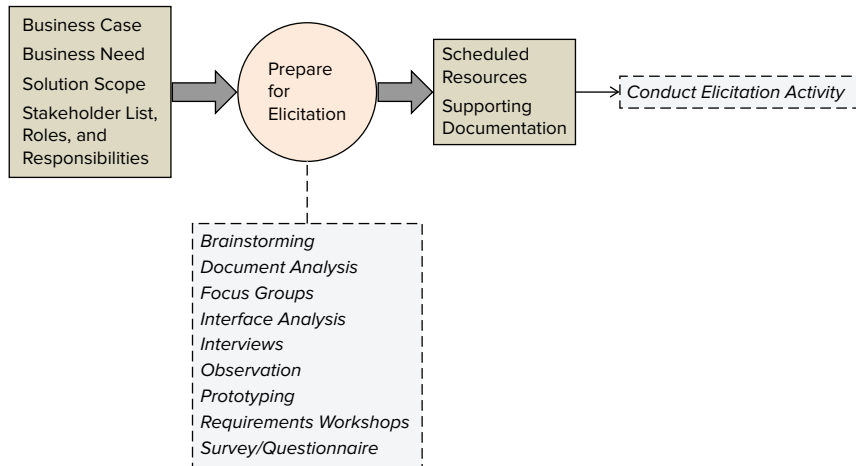 Business Case
Business Need
Solution Scope
Stakeholder List,
Roles, and
Responsibilities
Prepare
for
Elicitation
Scheduled
Resources
Supporting
Documentation
Conduct Elicitation Activity
Brainstorming
Document Analysis
Focus Groups
Interface Analysis
Interviews
Observation
Prototyping
Requirements Workshops
Survey/Questionnaire